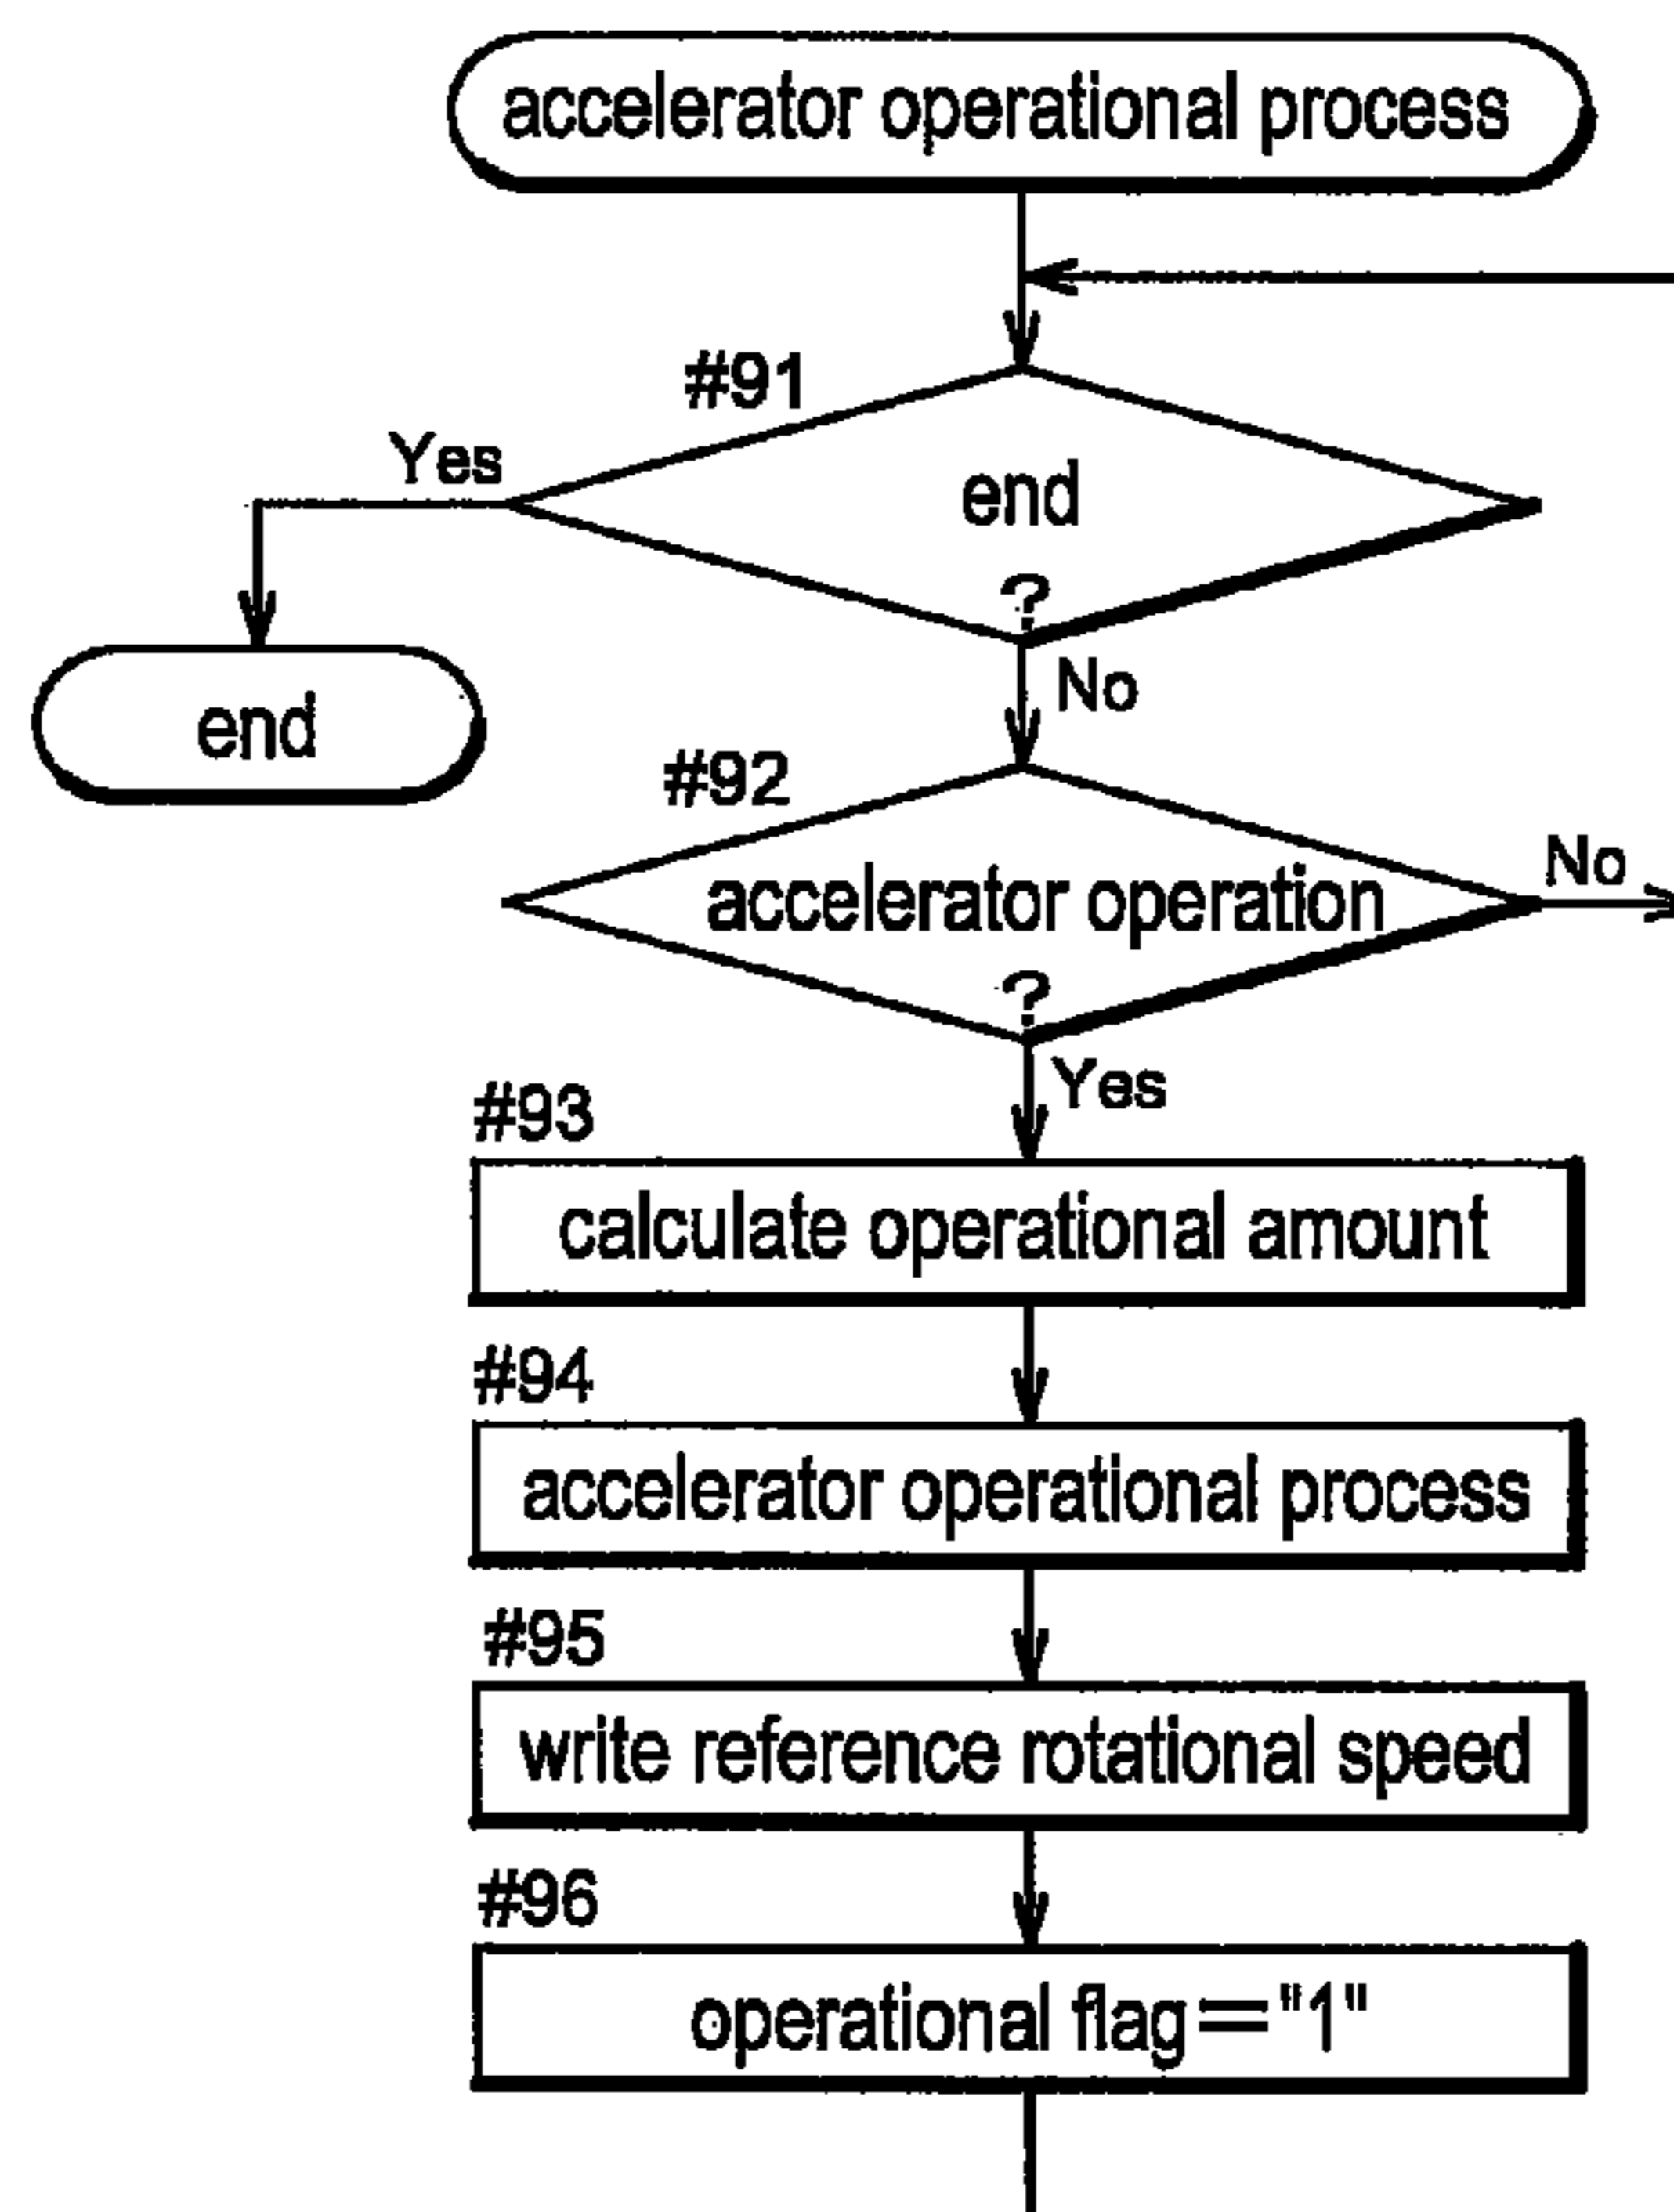 accelerator operational process
#91
Yes
end
?
No
end
#92
No
accelerator operation
?
Yes
#93
calculate operational amount
#94
accelerator operational process
#95
write reference rotational speed
#96
operational flag="1"